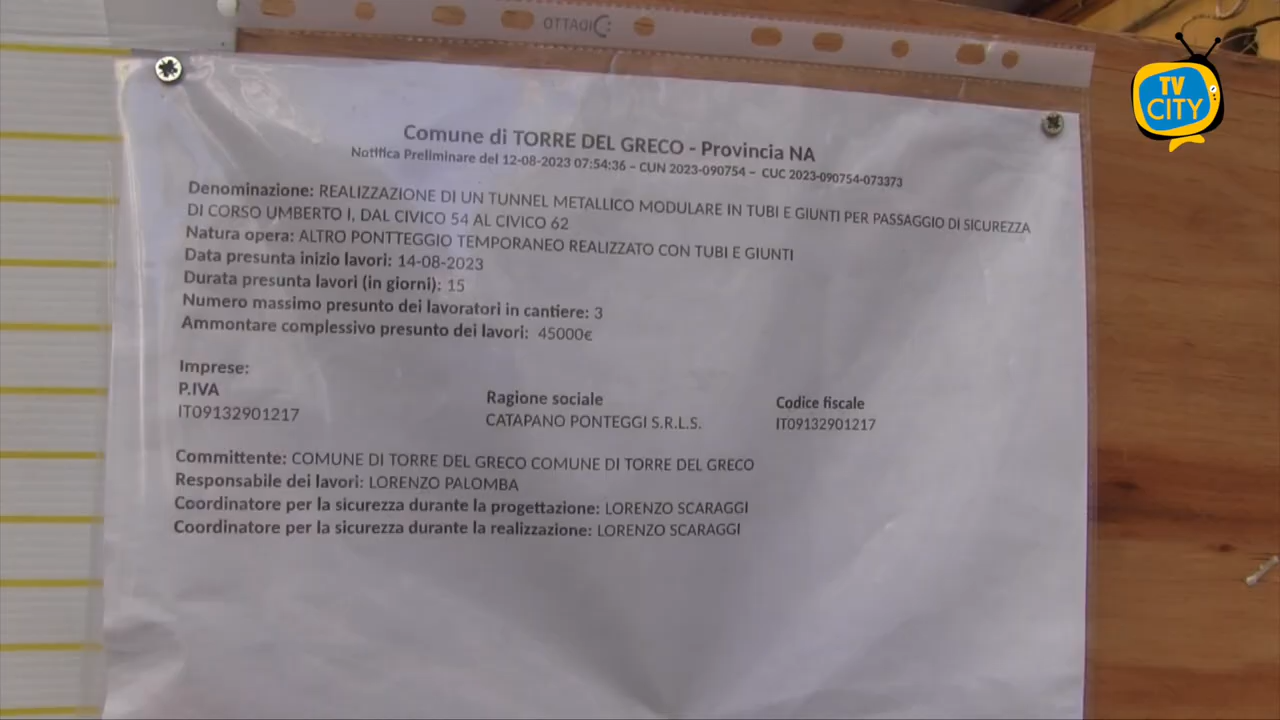 OTTAGIC
TV
CITY
Comune di TORRE DEL GRECO - Provincia NA
Notifica Preliminare del 12-08-2023 07:54:36 – CUN 2023-090754 – CUC 2023-090754-073373
Denominazione: REALIZZAZIONE DI UN TUNNEL METALLICO MODULARE IN TUBI E GIUNTI PER PASSAGGIO DI SICUREZZA
DI CORSO UMBERTO I, DAL CIVICO 54 AL CIVICO 62
Natura opera: ALTRO PONTTEGGIO TEMPORANEO REALIZZATO CON TUBI E GIUNTI
Data presunta inizio lavori: 14-08-2023
Durata presunta lavori (in giorni): 15
Numero massimo presunto dei lavoratori in cantiere: 3
Ammontare complessivo presunto dei lavori: 45000€
Imprese:
P.IVA Ragione sociale Codice fiscale
IT09132901217 CATAPANO PONTEGGI S.R.L.S. IT09132901217
Committente: COMUNE DI TORRE DEL GRECO COMUNE DI TORRE DEL GRECO
Responsabile dei lavori: LORENZO PALOMBA
Coordinatore per la sicurezza durante la progettazione: LORENZO SCARAGGI
Coordinatore per la sicurezza durante la realizzazione: LORENZO SCARAGGI